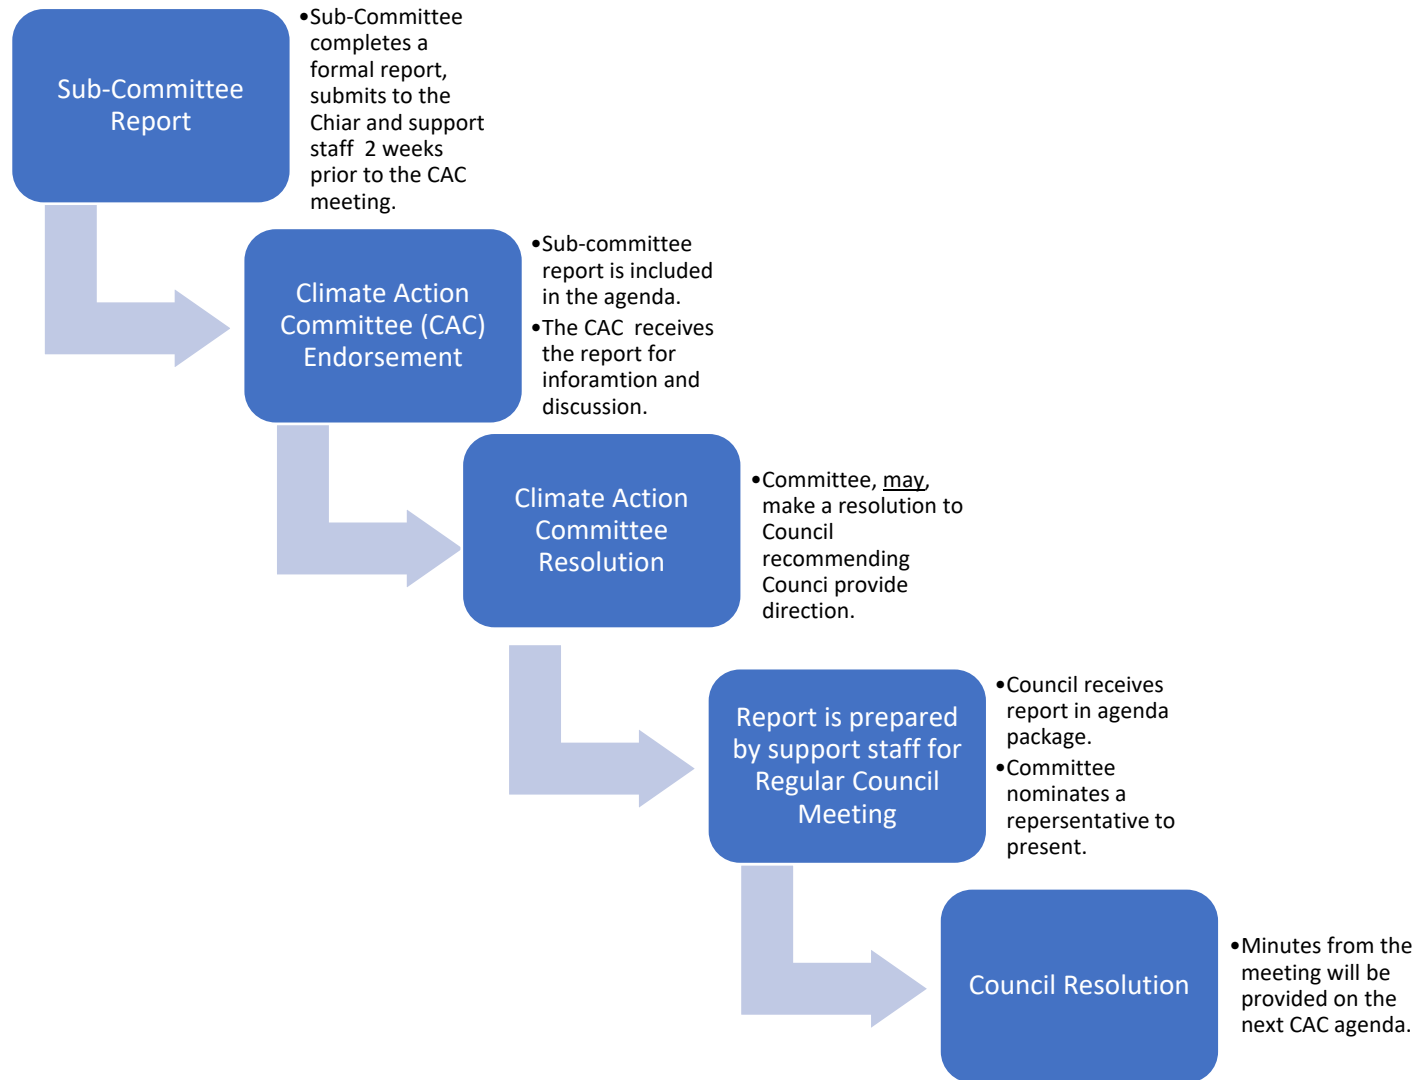 Sub-Committee
Report
•Sub-Committee
completes a
formal report,
submits to the
Chiar and support
staff 2 weeks
prior to the CAC
meeting.
Climate Action
Committee (CAC)
Endorsement
•Sub-committee
report is included
in the agenda.
•The CAC receives
the report for
inforamtion and
discussion.
Climate Action
Committee
Resolution
•Committee, may,
make a resolution to
Council
recommending
Counci provide
direction.
Report is prepared
by support staff for
Regular Council
Meeting
•Council receives
report in agenda
package.
•Committee
nominates a
repersentative to
present.
Council Resolution
•Minutes from the
meeting will be
provided on the
next CAC agenda.